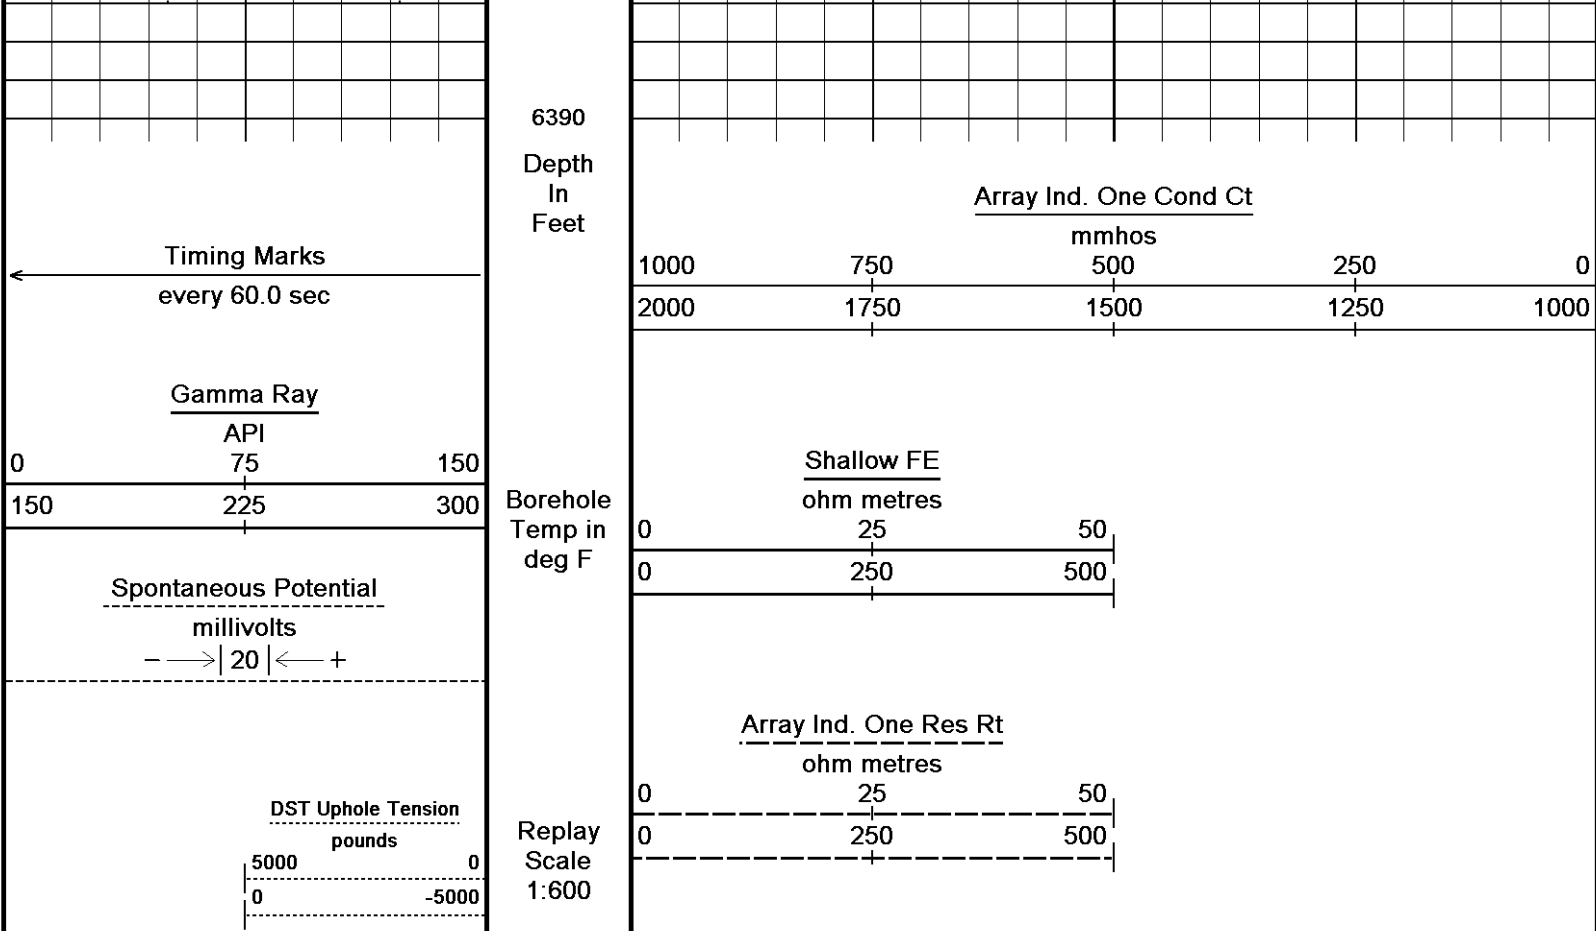 6390
Depth
In
Feet
Timing Marks
every 60.0 sec
Gamma Ray
API
0 75 150
150 225 300
Spontaneous Potential
millivolts
− 20 +
DST Uphole Tension
pounds
5000 0
0 -5000
Borehole
Temp in
deg F
Replay
Scale
1:600
Array Ind. One Cond Ct
mmhos
1000 750 500 250 0
2000 1750 1500 1250 1000
Shallow FE
ohm metres
0 25 50
0 250 500
Array Ind. One Res Rt
ohm metres
0 25 50
0 250 500